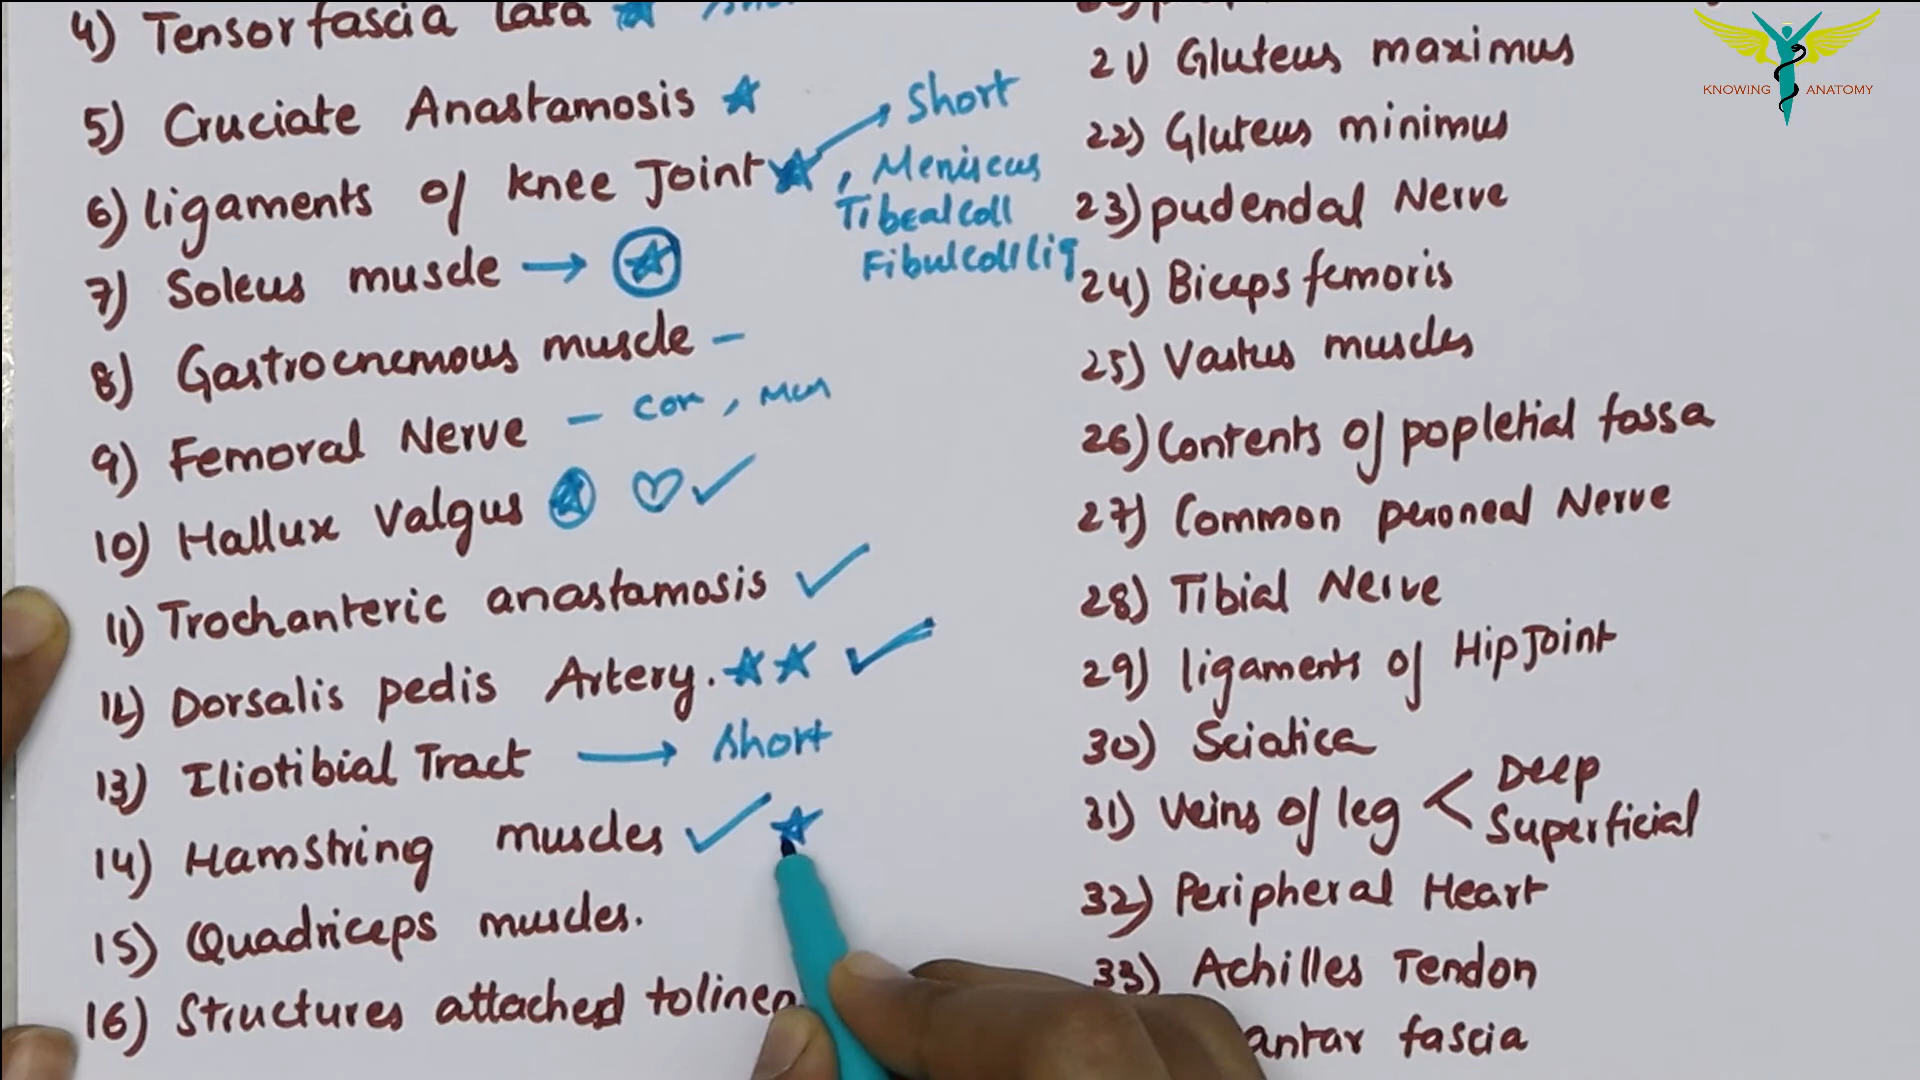 4) Tensor fascia lata
5) Cruciate Anastamosis
Short
6) ligaments of knee Joint , Meniscus
Tibealcoll
Fibulcolllig
7) Soleus muscle
8) Gastrocnemous muscle -
9) Femoral Nerve - com , Mcn
10) Hallux Valgus
11) Trochanteric anastamosis
12) Dorsalis pedis Artery.
13) Iliotibial Tract → short
14) Hamstring muscles
15) Quadriceps muscles.
16) Structures attached to linea
21) Gluteus maximus
22) Gluteus minimus
23) pudendal Nerve
24) Biceps femoris
25) Vastus muscles
26) Contents of popletial fossa
27) Common peroneal Nerve
28) Tibial Nerve
29) ligaments of Hip Joint
30) Sciatica
31) Veins of leg < Deep
Superficial
32) Peripheral Heart
33) Achilles Tendon
antar fascia
KNOWING ANATOMY